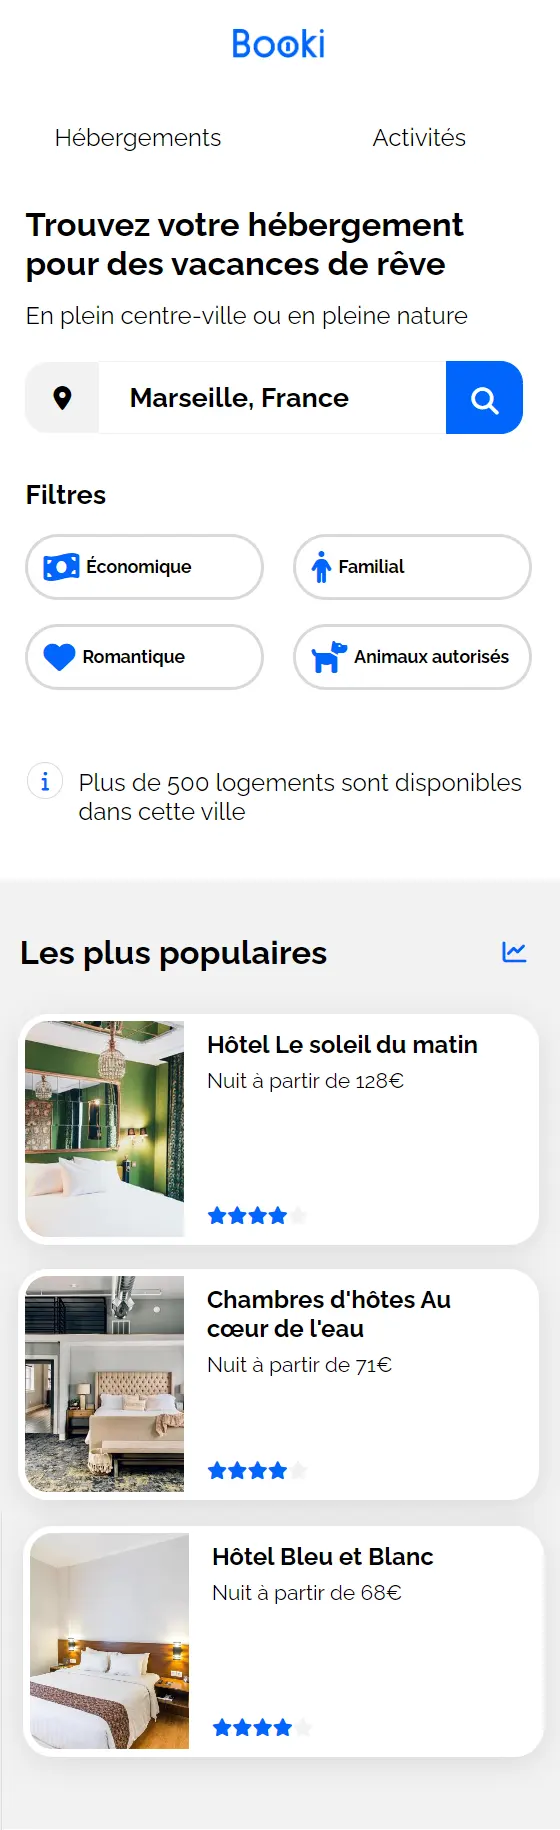 Booki
Hébergements
Activités
Trouvez votre hébergement
pour des vacances de rêve
En plein centre-ville ou en pleine nature
Marseille, France
Filtres
Économique
Familial
Romantique
Animaux autorisés
Plus de 500 logements sont disponibles
dans cette ville
Les plus populaires
Hôtel Le soleil du matin
Nuit à partir de 128€
Chambres d'hôtes Au
cœur de l'eau
Nuit à partir de 71€
Hôtel Bleu et Blanc
Nuit à partir de 68€